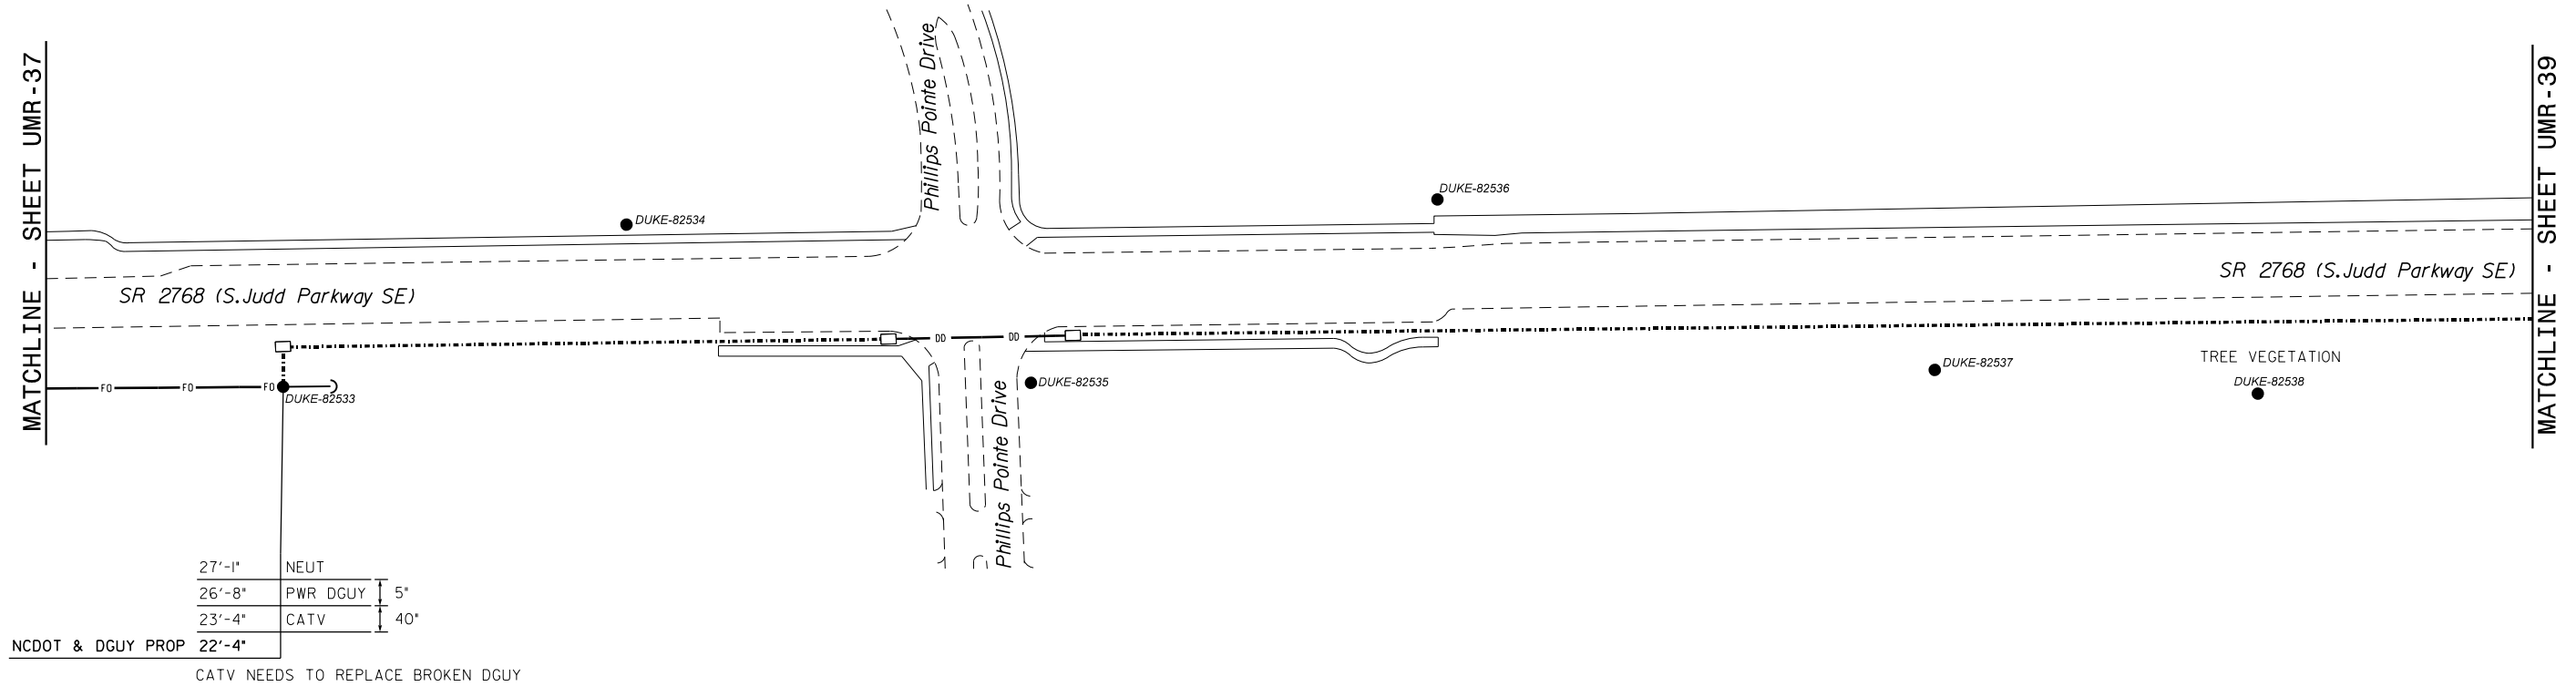 MATCHLINE - SHEET UMR-37
Phillips Pointe Drive
DUKE-82534
DUKE-82536
MATCHLINE - SHEET UMR-39
SR 2768 (S.Judd Parkway SE)
SR 2768 (S.Judd Parkway SE)
DD DD
FO FO FO
DUKE-82533
DUKE-82535
DUKE-82537
TREE VEGETATION
DUKE-82538
Phillips Pointe Drive
27'-1" NEUT
26'-8" PWR DGUY 5"
23'-4" CATV 40"
NCDOT & DGUY PROP 22'-4"
CATV NEEDS TO REPLACE BROKEN DGUY